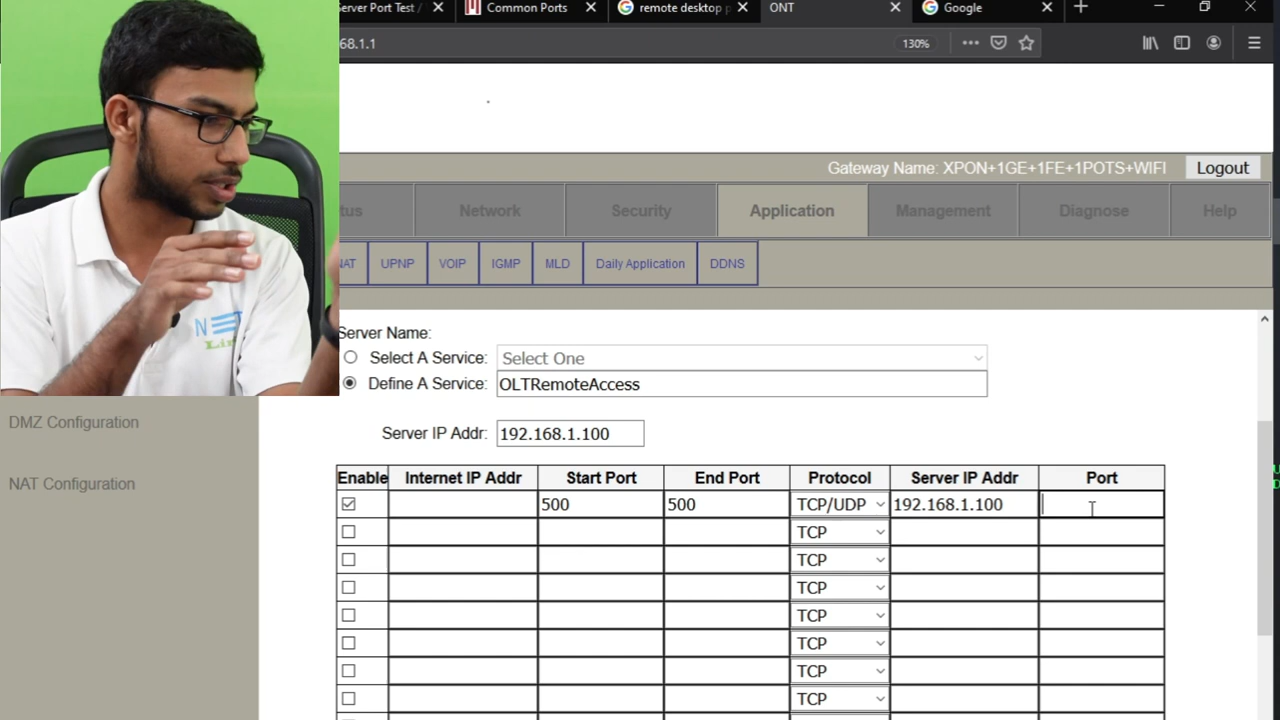 Server Port Test /
Common Ports
remote desktop p
ONT
Google
68.1.1
130%
Gateway Name: XPON+1GE+1FE+1POTS+WIFI
Logout
tus
Network
Security
Application
Management
Diagnose
Help
NAT
UPNP
VOIP
IGMP
MLD
Daily Application
DDNS
Server Name:
Select A Service:
Select One
Define A Service:
OLTRemoteAccess
DMZ Configuration
Server IP Addr:
192.168.1.100
NAT Configuration
Enable Internet IP Addr Start Port End Port Protocol Server IP Addr Port
500 500 TCP/UDP 192.168.1.100
TCP
TCP
TCP
TCP
TCP
TCP
TCP